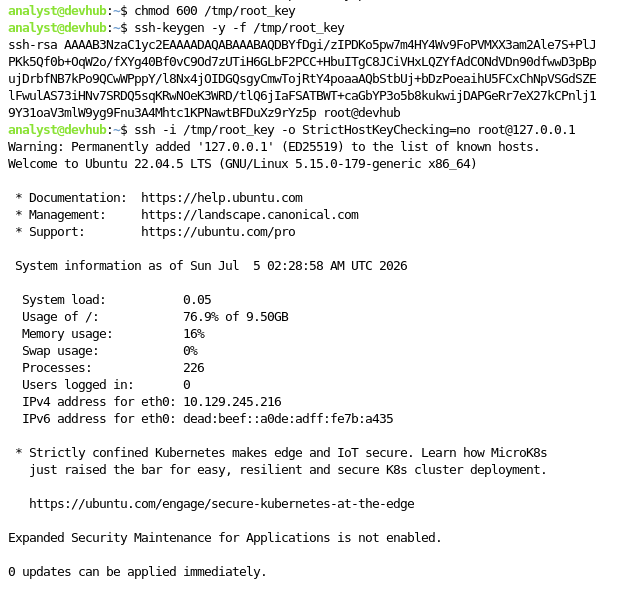 analyst@devhub:~$ chmod 600 /tmp/root_key
analyst@devhub:~$ ssh-keygen -y -f /tmp/root_key
ssh-rsa AAAAB3NzaC1yc2EAAAADAQABAAABAQDBYfDgi/zIPDKo5pw7m4HY4Wv9FoPVMXX3am2Ale7S+PlJ
PKk5Qf0b+OqW2o/fXYg40Bf0vC9Od7zUTiH6GLbF2PCC+HbuITgC8JCiVHxLQZYfAdCONdVDn90dfwwD3pBp
ujDrbfNB7kPo9QCwWPppY/l8Nx4jOIDGQsgyCmwTojRtY4poaaAQbStbUj+bDzPoeaihU5FCxChNpVSGdSZE
lFwulAS73iHNv7SRDQ5sqKRwNOeK3WRD/tlQ6jIaFSATBWT+caGbYP3o5b8kukwijDAPGeRr7eX27kCPnlj1
9Y31oaV3mlW9yg9Fnu3A4Mhtc1KPNawtBFDuXz9rYz5p root@devhub
analyst@devhub:~$ ssh -i /tmp/root_key -o StrictHostKeyChecking=no root@127.0.0.1
Warning: Permanently added '127.0.0.1' (ED25519) to the list of known hosts.
Welcome to Ubuntu 22.04.5 LTS (GNU/Linux 5.15.0-179-generic x86_64)
* Documentation:  https://help.ubuntu.com
* Management:     https://landscape.canonical.com
* Support:        https://ubuntu.com/pro
System information as of Sun Jul  5 02:28:58 AM UTC 2026
System load:           0.05
Usage of /:            76.9% of 9.50GB
Memory usage:          16%
Swap usage:            0%
Processes:             226
Users logged in:       0
IPv4 address for eth0: 10.129.245.216
IPv6 address for eth0: dead:beef::a0de:adff:fe7b:a435
* Strictly confined Kubernetes makes edge and IoT secure. Learn how MicroK8s
just raised the bar for easy, resilient and secure K8s cluster deployment.
https://ubuntu.com/engage/secure-kubernetes-at-the-edge
Expanded Security Maintenance for Applications is not enabled.
0 updates can be applied immediately.